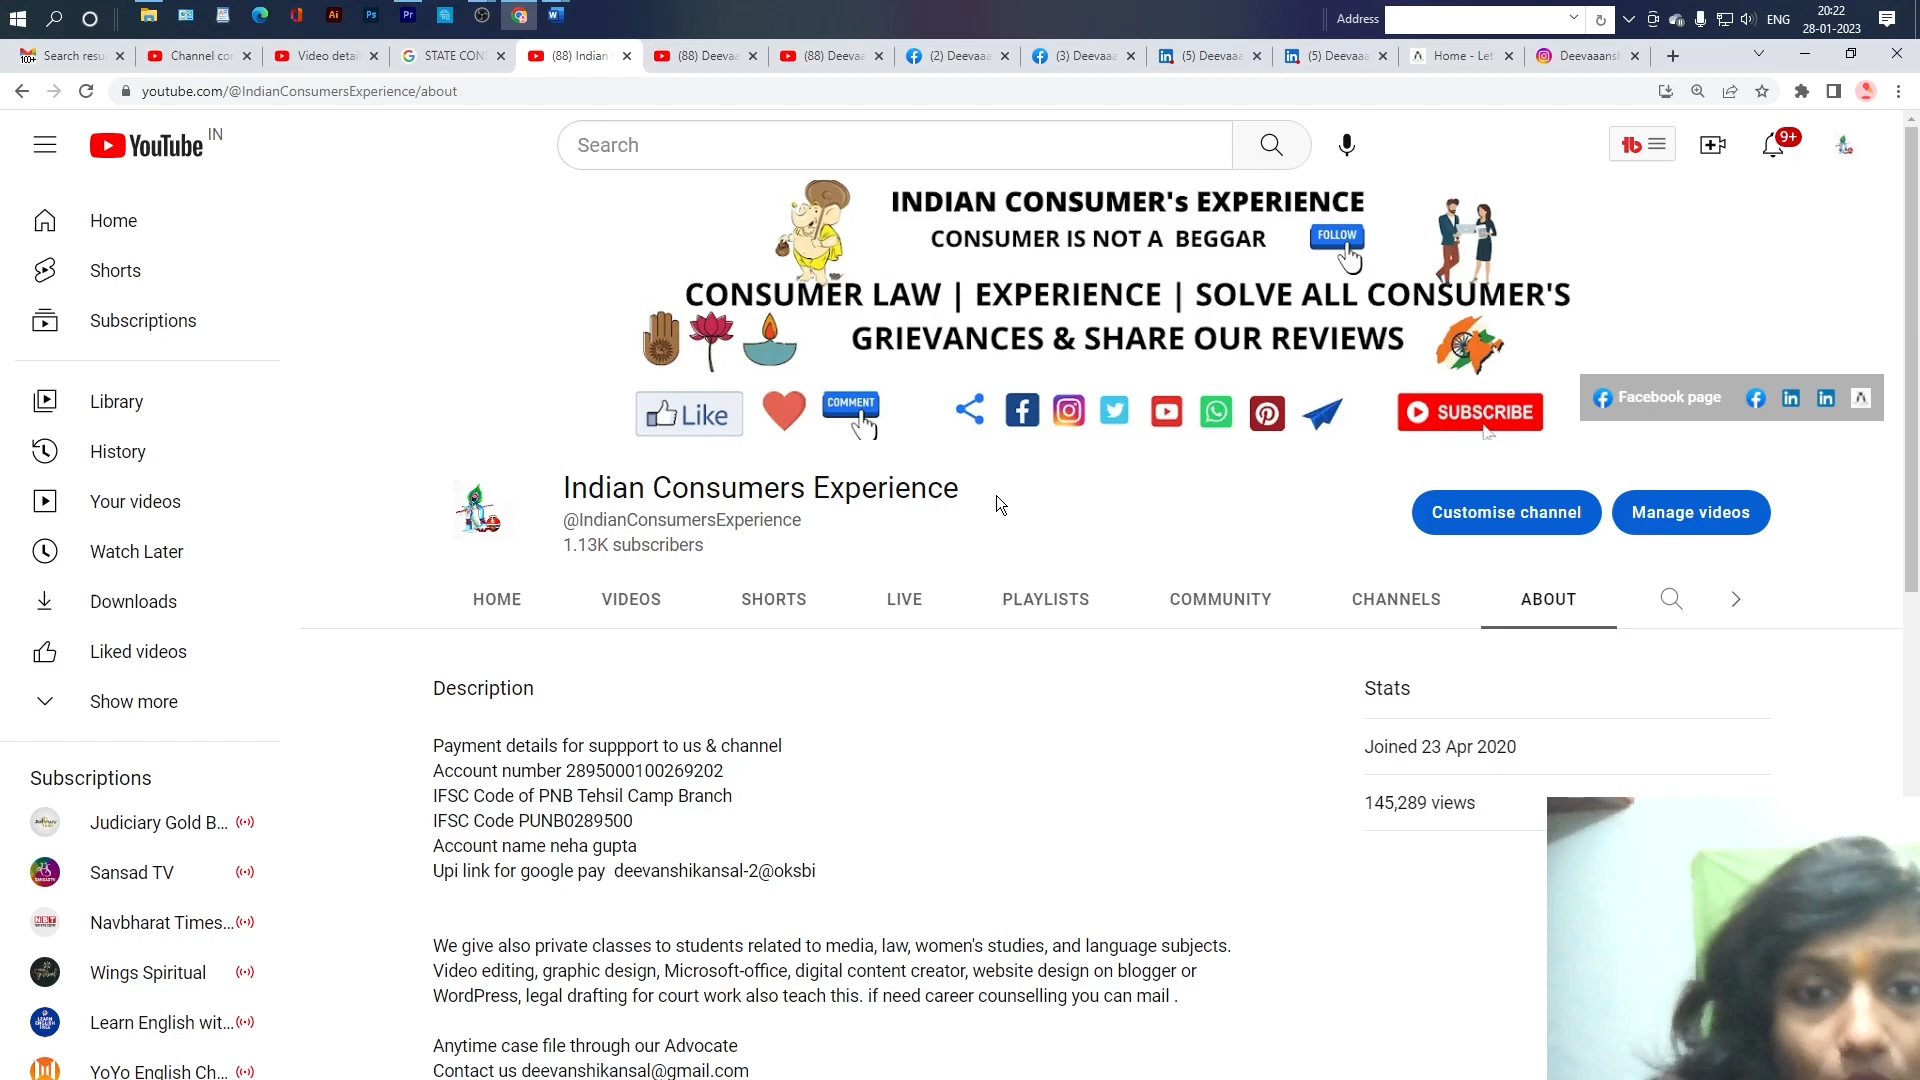 Address
ENG
20:22
28-01-2023
100+
Search resu
Channel con
Video detail
STATE CONS
(88) Indian
(88) Deevaa
(88) Deevaa
(2) Deevaaa
(3) Deevaaa
(5) Deevaaa
(5) Deevaaa
Home - Let
Deevaaansh
youtube.com/@IndianConsumersExperience/about
YouTube IN
Search
9+
Home
Shorts
Subscriptions
Library
History
Your videos
Watch Later
Downloads
Liked videos
Show more
Subscriptions
Judiciary Gold B...
Sansad TV
Navbharat Times...
Wings Spiritual
Learn English wit...
YoYo English Ch...
INDIAN CONSUMER's EXPERIENCE
CONSUMER IS NOT A BEGGAR
FOLLOW
CONSUMER LAW | EXPERIENCE | SOLVE ALL CONSUMER'S
GRIEVANCES & SHARE OUR REVIEWS
Like
COMMENT
SUBSCRIBE
Facebook page
Indian Consumers Experience
@IndianConsumersExperience
1.13K subscribers
Customise channel
Manage videos
HOME
VIDEOS
SHORTS
LIVE
PLAYLISTS
COMMUNITY
CHANNELS
ABOUT
Description
Payment details for suppport to us & channel
Account number 2895000100269202
IFSC Code of PNB Tehsil Camp Branch
IFSC Code PUNB0289500
Account name neha gupta
Upi link for google pay deevanshikansal-2@oksbi
We give also private classes to students related to media, law, women's studies, and language subjects.
Video editing, graphic design, Microsoft-office, digital content creator, website design on blogger or
WordPress, legal drafting for court work also teach this. if need career counselling you can mail .
Anytime case file through our Advocate
Contact us deevanshikansal@gmail.com
Stats
Joined 23 Apr 2020
145,289 views